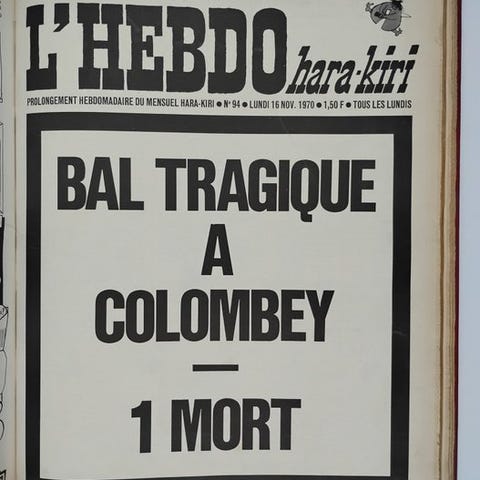 L'HEBDO hara-kiri
PROLONGEMENT HEBDOMADAIRE DU MENSUEL HARA-KIRI ● N° 94 ● LUNDI 16 NOV. 1970 ● 1,50 F ● TOUS LES LUNDIS
BAL TRAGIQUE
A
COLOMBEY
—
1 MORT